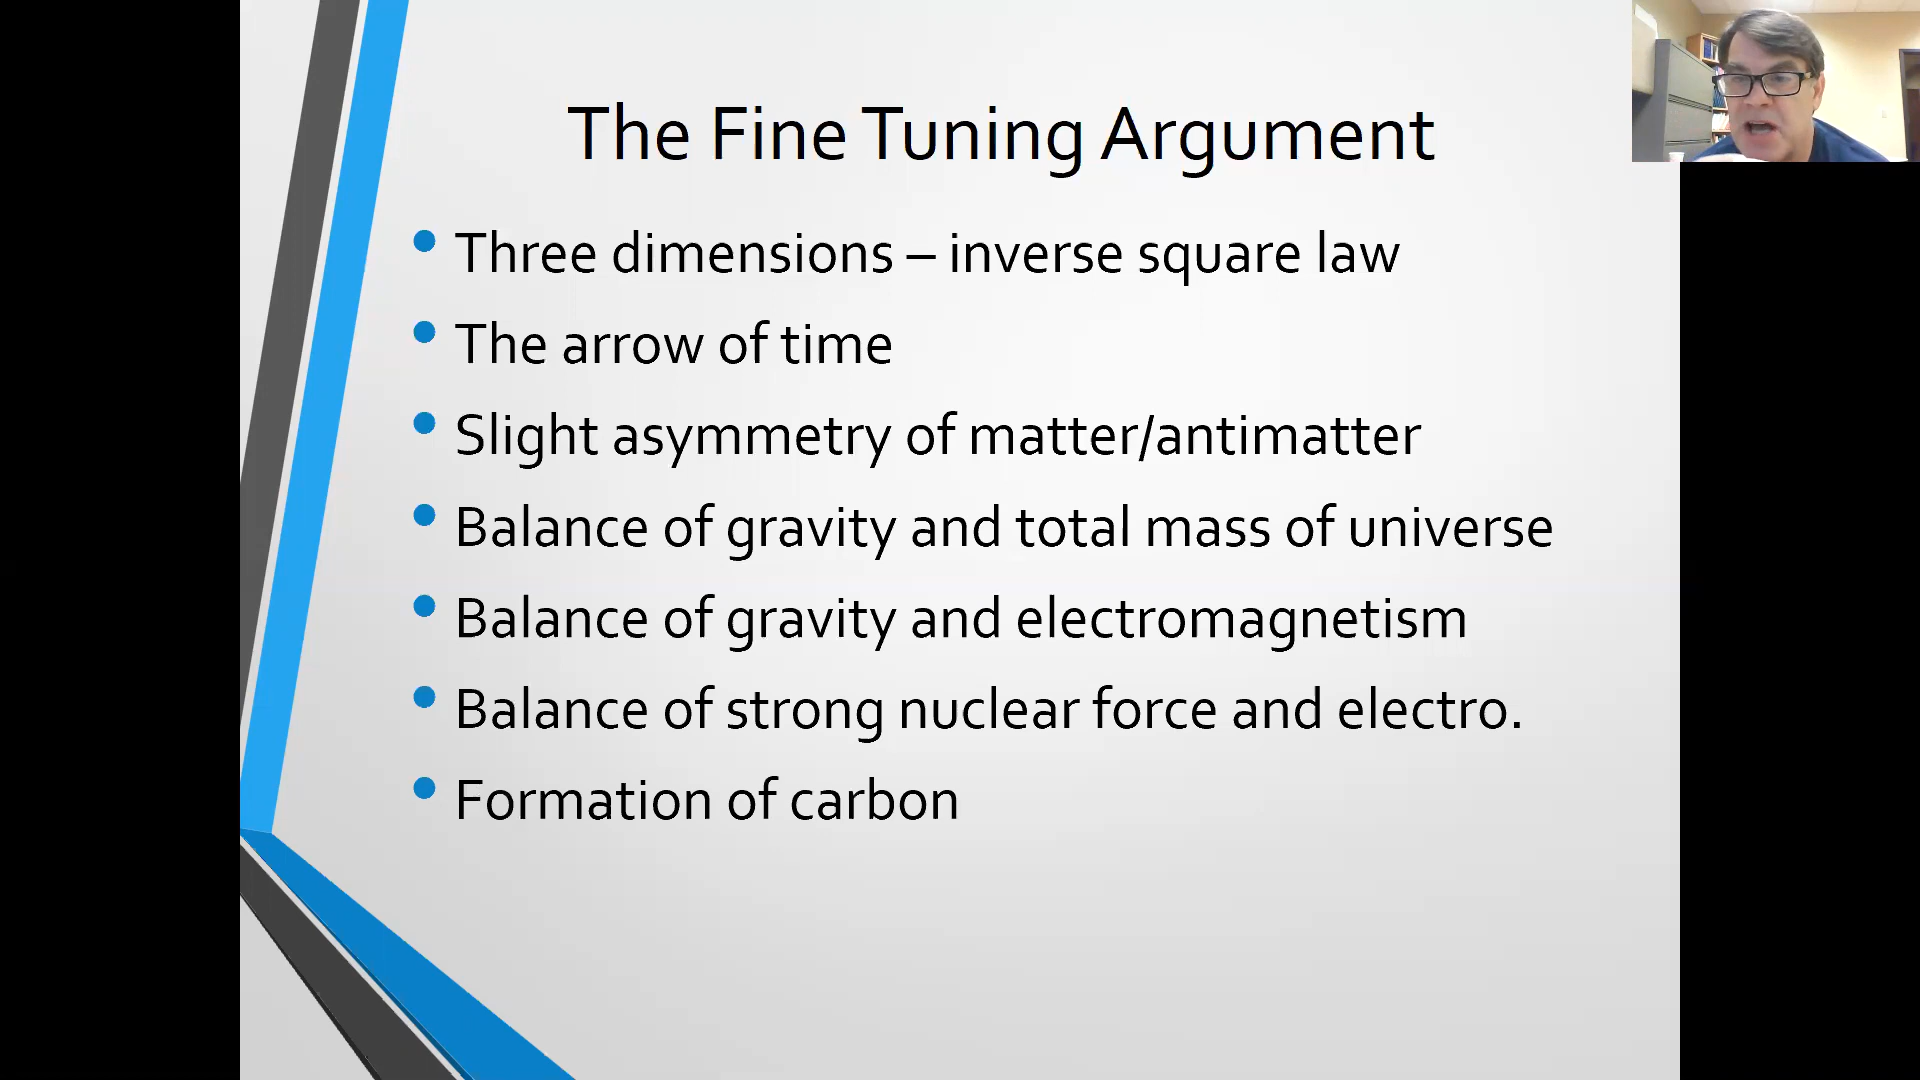 The Fine Tuning Argument
• Three dimensions – inverse square law
• The arrow of time
• Slight asymmetry of matter/antimatter
• Balance of gravity and total mass of universe
• Balance of gravity and electromagnetism
• Balance of strong nuclear force and electro.
• Formation of carbon